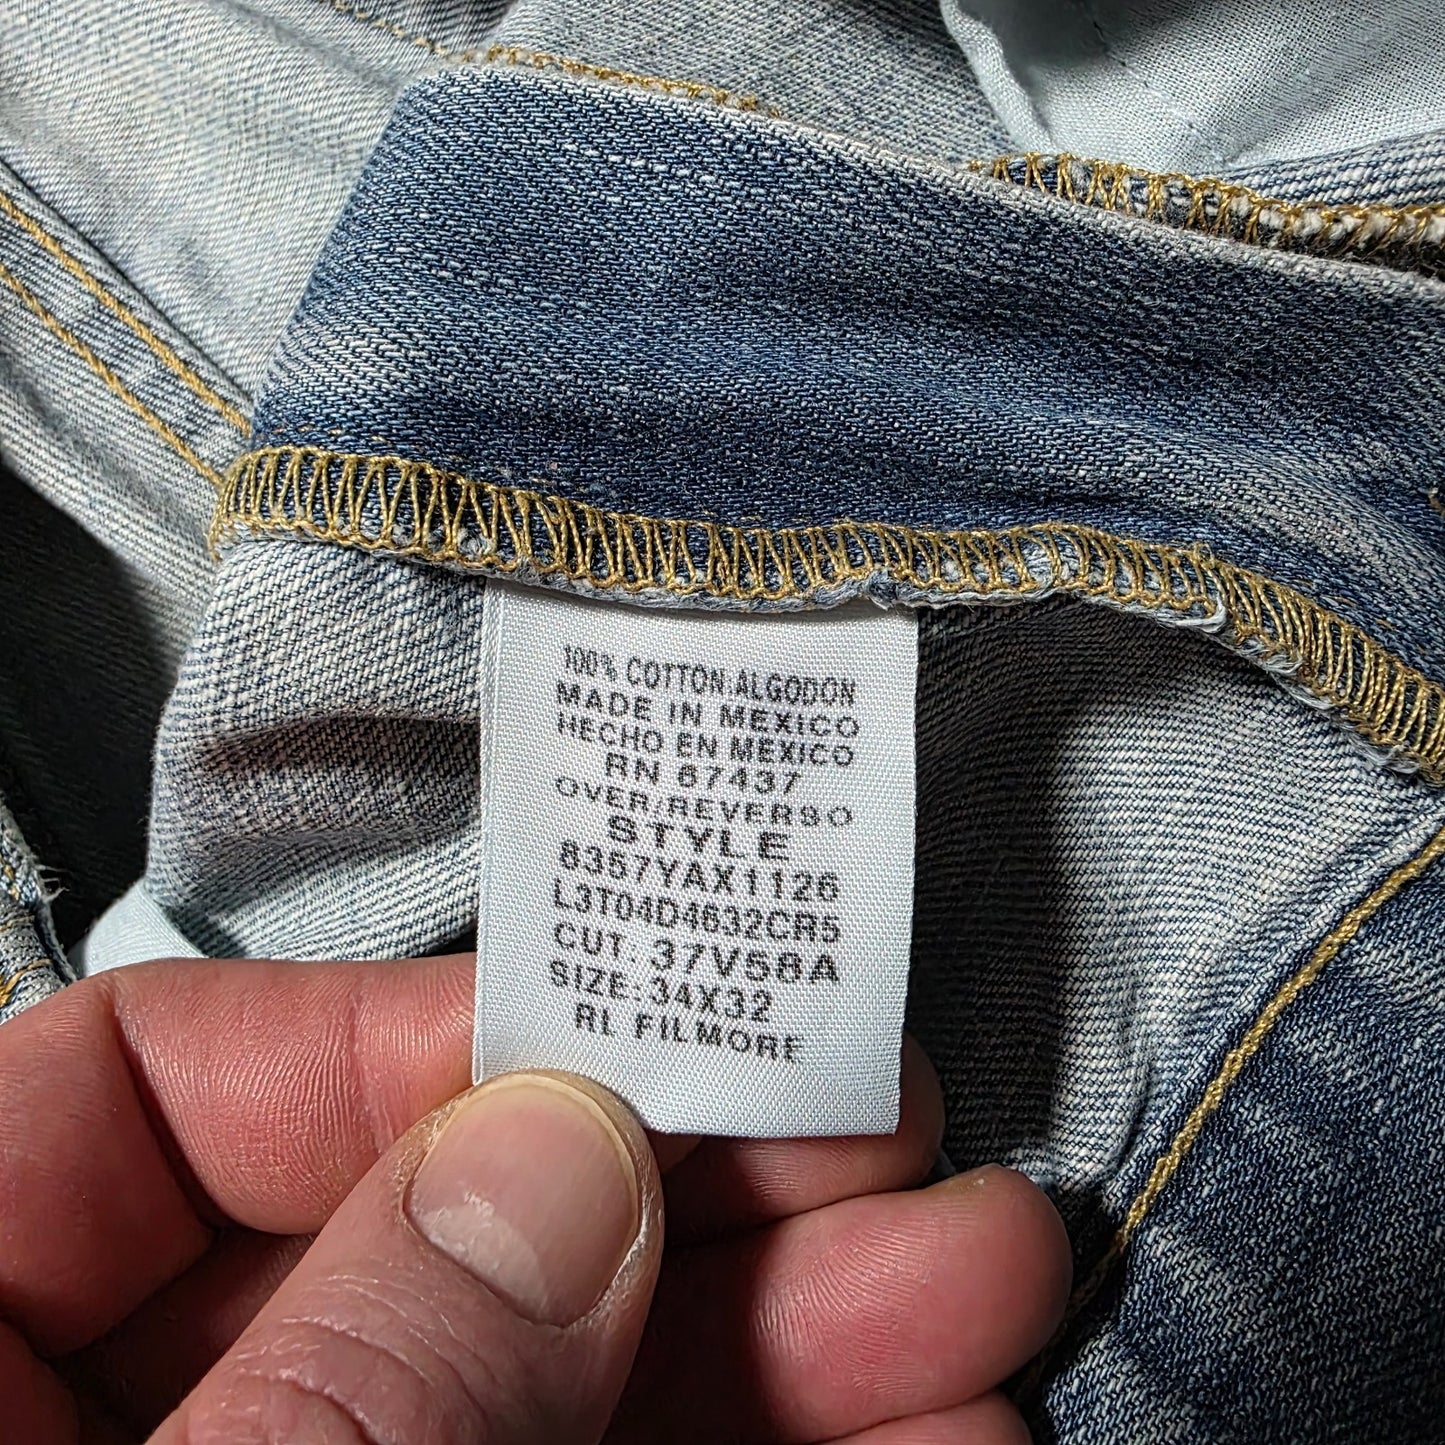 100% COTTON/ALGODON
MADE IN MEXICO
HECHO EN MEXICO
RN 67437
OVER/REVERSO
STYLE
8357YAX1126
L3T04D4632CR5
CUT: 37V58A
SIZE:34X32
RL FILMORE